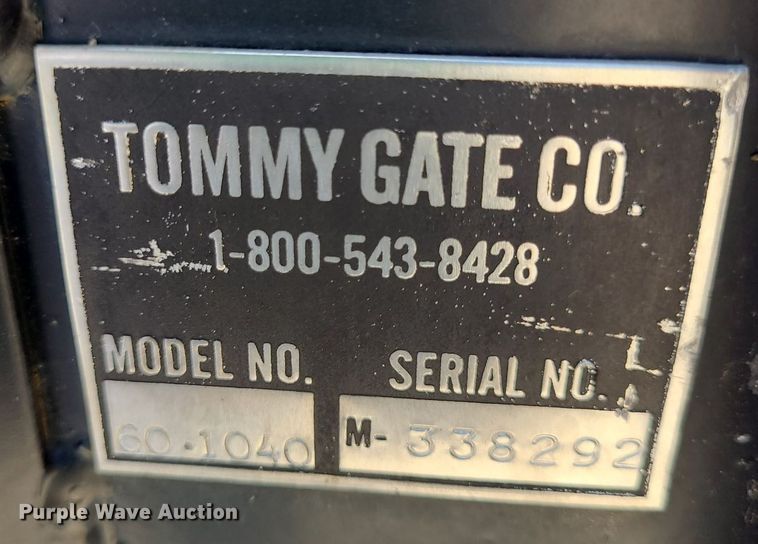 TOMMY GATE CO.
1-800-543-8428
MODEL NO. SERIAL NO.
60-1040 M-338292
Purple Wave Auction